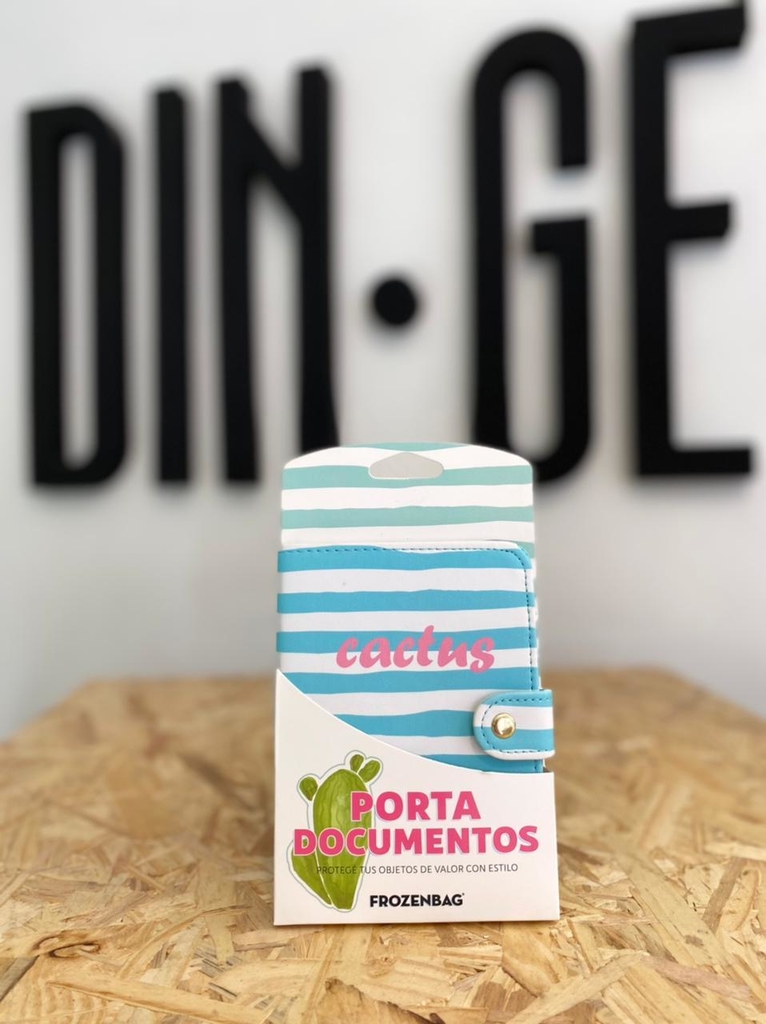 DIN·GE
cactus
PORTA
DOCUMENTOS
PROTEGE TUS OBJETOS DE VALOR CON ESTILO
FROZENBAG®